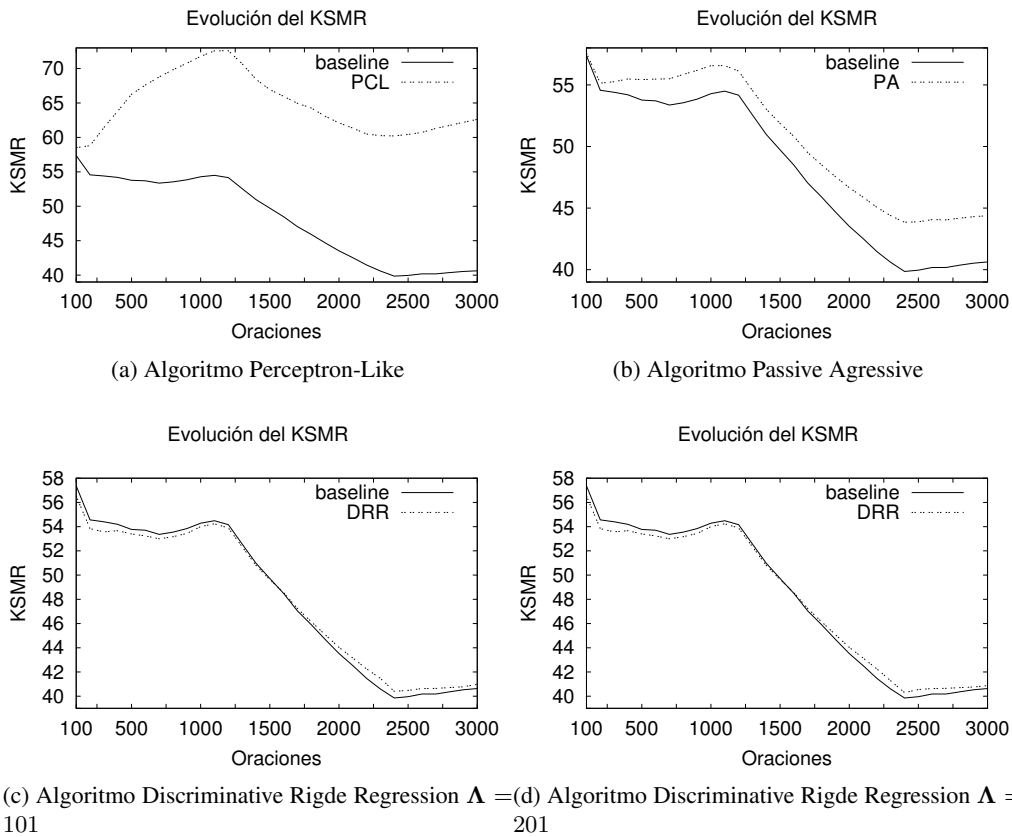 Evolución del KSMR
70
65
60
55
50
45
40
KSMR
baseline
PCL
100 500 1000 1500 2000 2500 3000
Oraciones
(a) Algoritmo Perceptron-Like
Evolución del KSMR
55
50
45
40
KSMR
baseline
PA
100 500 1000 1500 2000 2500 3000
Oraciones
(b) Algoritmo Passive Agressive
Evolución del KSMR
58
56
54
52
50
48
46
44
42
40
KSMR
baseline
DRR
100 500 1000 1500 2000 2500 3000
Oraciones
(c) Algoritmo Discriminative Rigde Regression Λ =
101
Evolución del KSMR
58
56
54
52
50
48
46
44
42
40
KSMR
baseline
DRR
100 500 1000 1500 2000 2500 3000
Oraciones
(d) Algoritmo Discriminative Rigde Regression Λ =
201